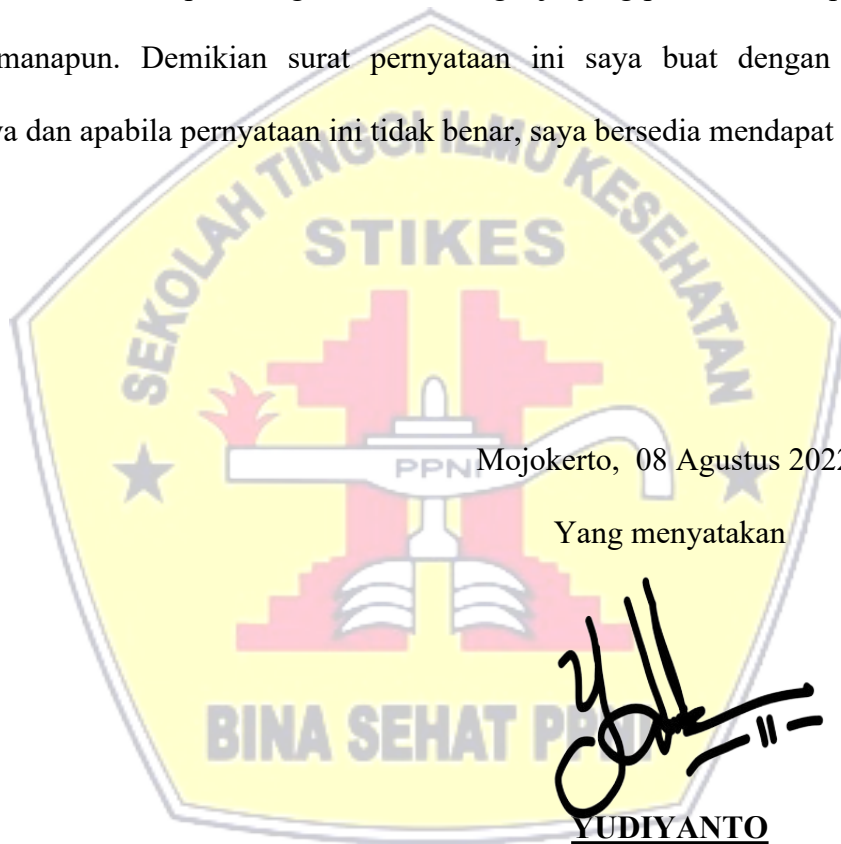 manapun. Demikian surat pernyataan ini saya buat dengan
ya dan apabila pernyataan ini tidak benar, saya bersedia mendapat
SEKOLAH TINGGI ILMU KESEHATAN
STIKES
PPNI
Mojokerto, 08 Agustus 2022
Yang menyatakan
BINA SEHAT PPNI
YUDIYANTO